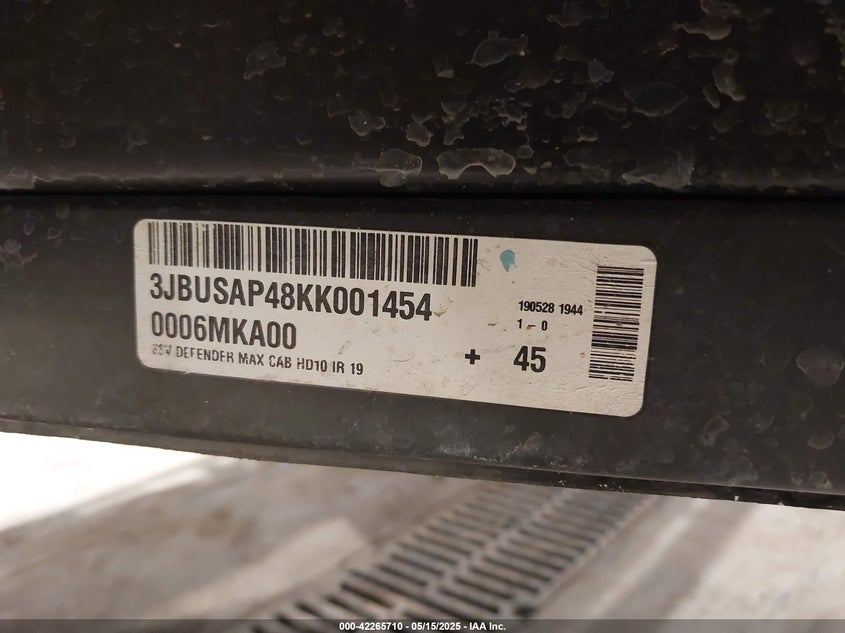 3JBUSAP48KK001454
0006MKA00
SSV DEFENDER MAX CAB HD10 IR 19
190528 1944
1 - 0
+ 45
000-42265710 - 05/15/2025 - IAA Inc.